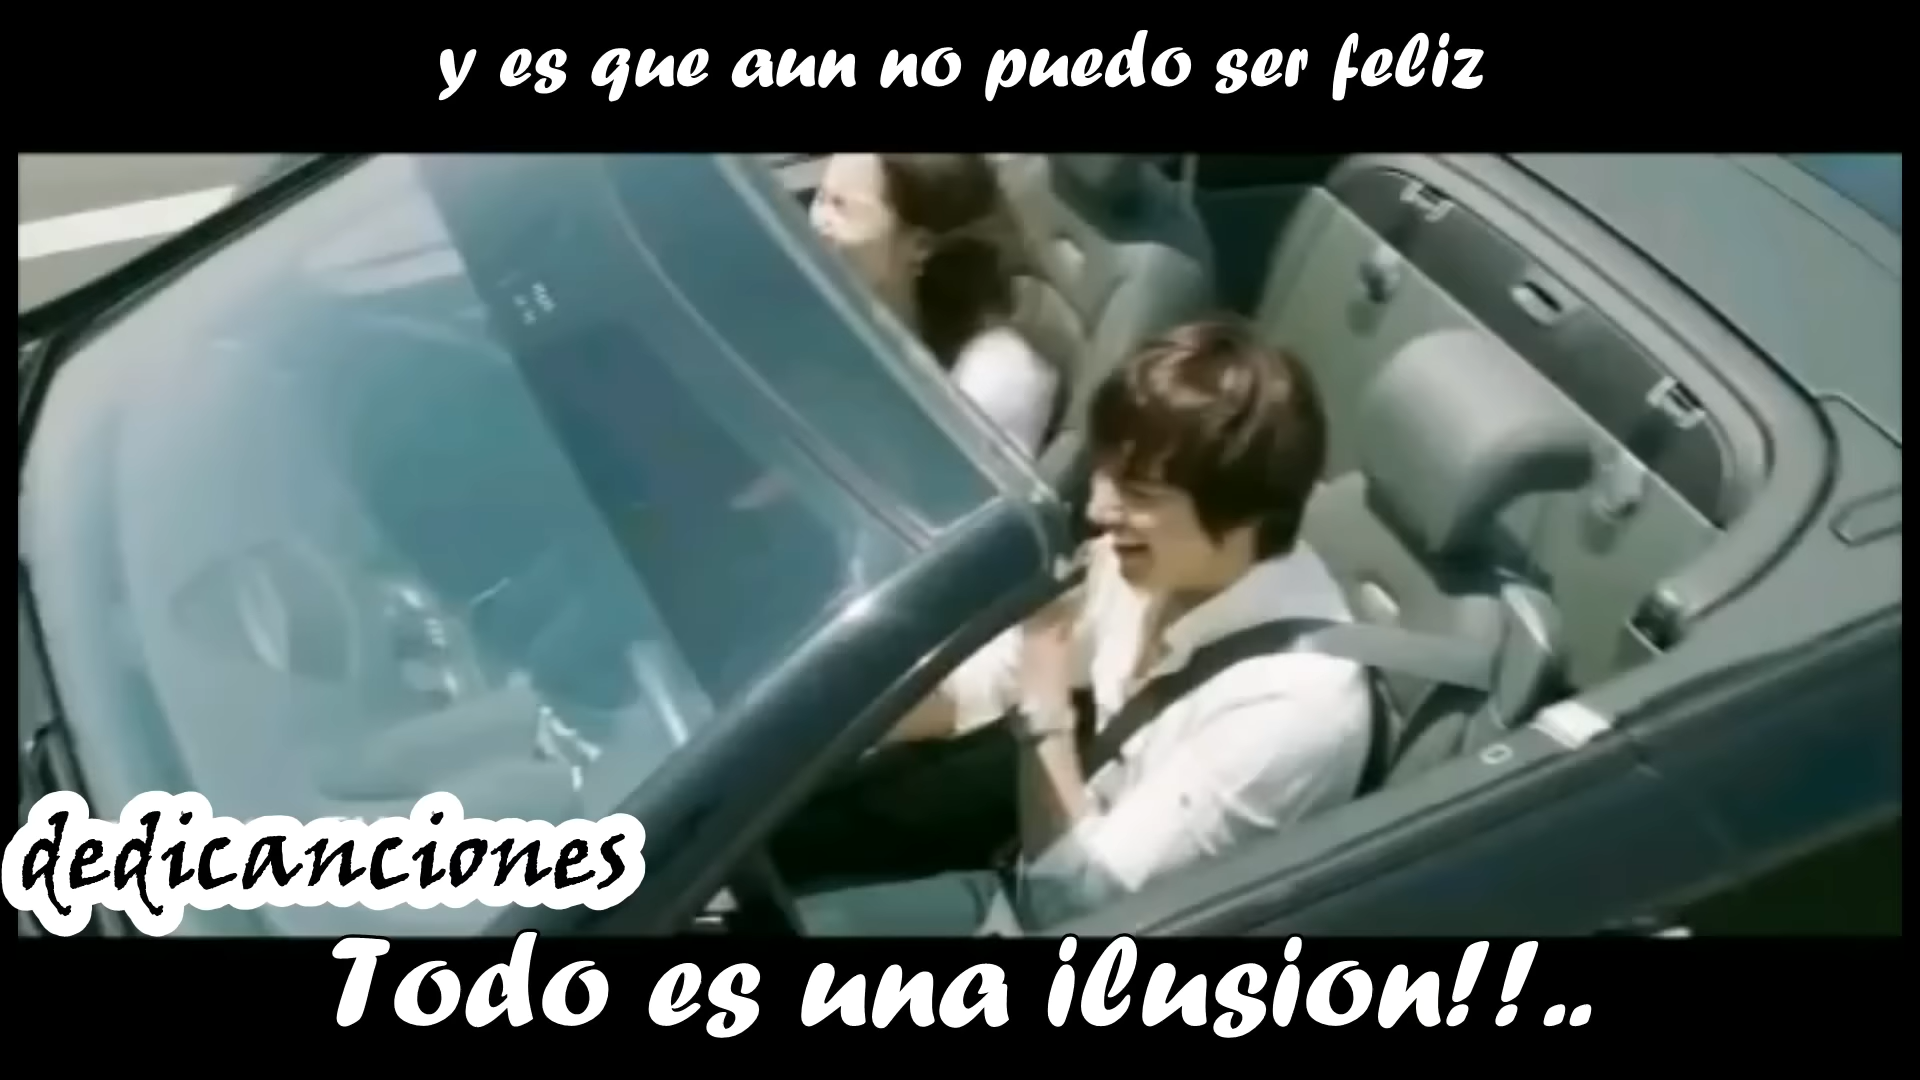 y es que aun no puedo ser feliz
dedicanciones
Todo es una ilusion!!..